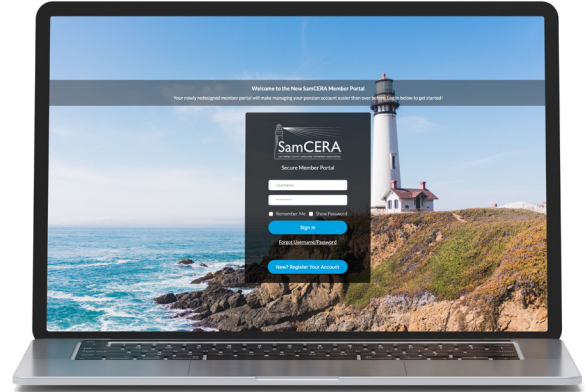 Welcome to the New SamCERA Member Portal
Your newly redesigned member portal will make managing your pension account easier than ever before. Log in below to get started!
SamCERA
Secure Member Portal
Username
Remember Me Show Password
Sign In
Forgot Username/Password
New? Register Your Account